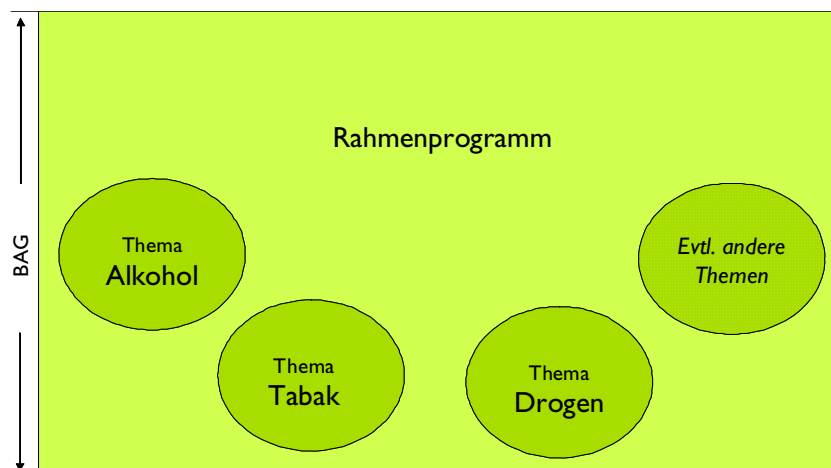 Rahmenprogramm
BAG
Thema
Alkohol
Evtl. andere
Themen
Thema
Tabak
Thema
Drogen